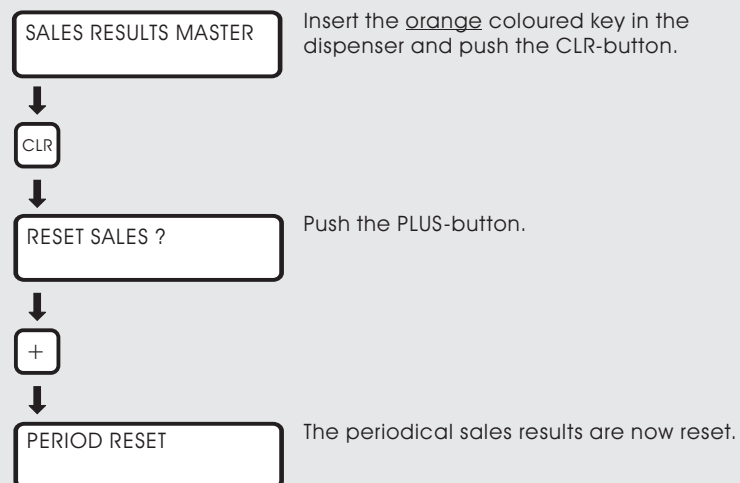 SALES RESULTS MASTER
Insert the orange coloured key in the
dispenser and push the CLR-button.
CLR
RESET SALES ?
Push the PLUS-button.
+
PERIOD RESET
The periodical sales results are now reset.